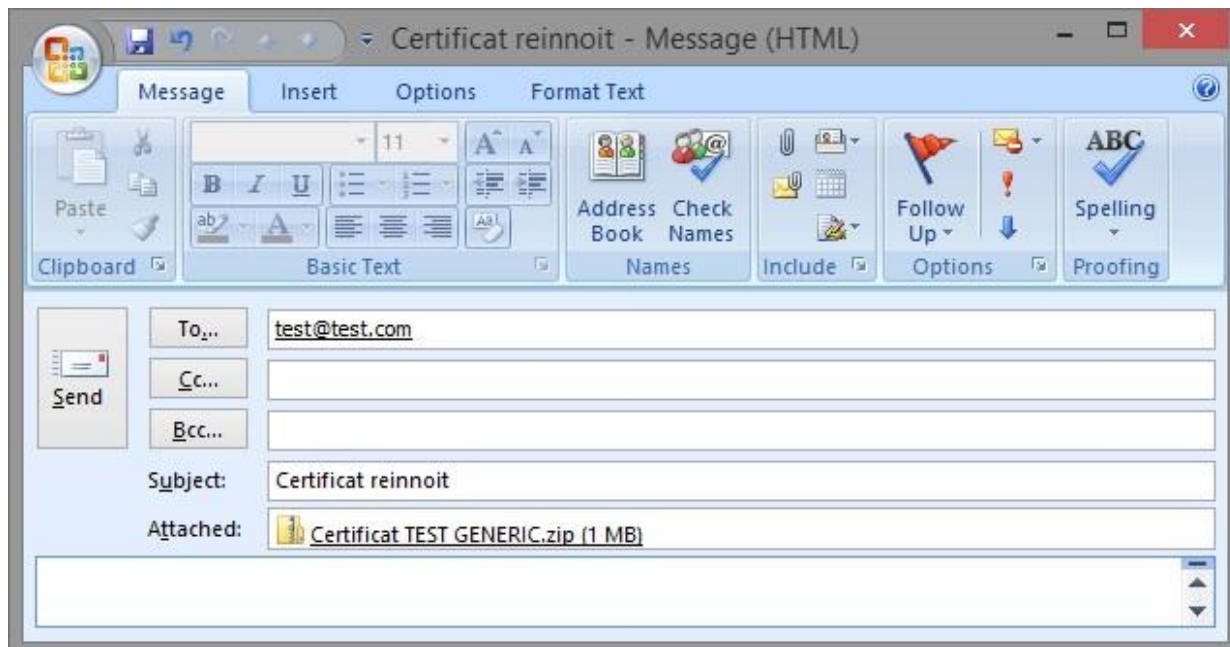 Certificat reinnoit - Message (HTML)
Message Insert Options Format Text
Paste
Clipboard
11
B I U
ab A Aa
Basic Text
Address Book
Check Names
Names
Include
Follow Up
Options
ABC
Spelling
Proofing
Send
To...
test@test.com
Cc...
Bcc...
Subject: Certificat reinnoit
Attached: Certificat TEST GENERIC.zip (1 MB)